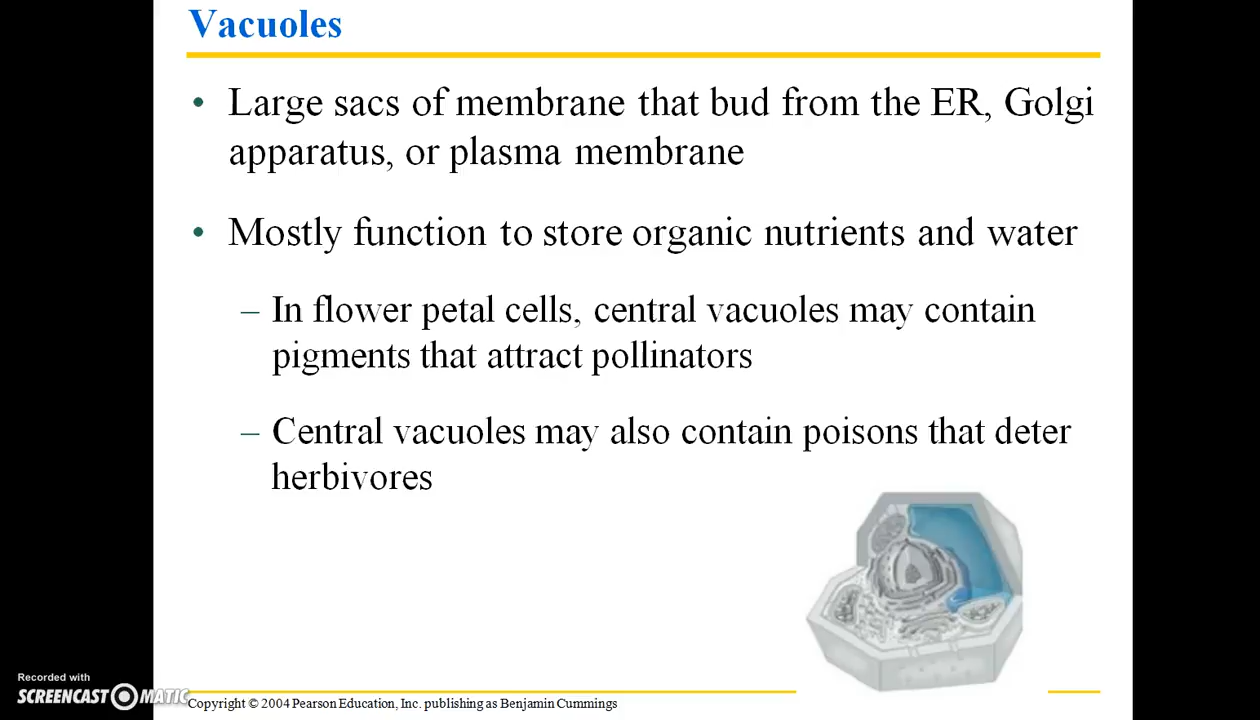 Vacuoles
• Large sacs of membrane that bud from the ER, Golgi
apparatus, or plasma membrane
• Mostly function to store organic nutrients and water
– In flower petal cells, central vacuoles may contain
pigments that attract pollinators
– Central vacuoles may also contain poisons that deter
herbivores
Recorded with
SCREENCAST MATIC
Copyright © 2004 Pearson Education, Inc. publishing as Benjamin Cummings